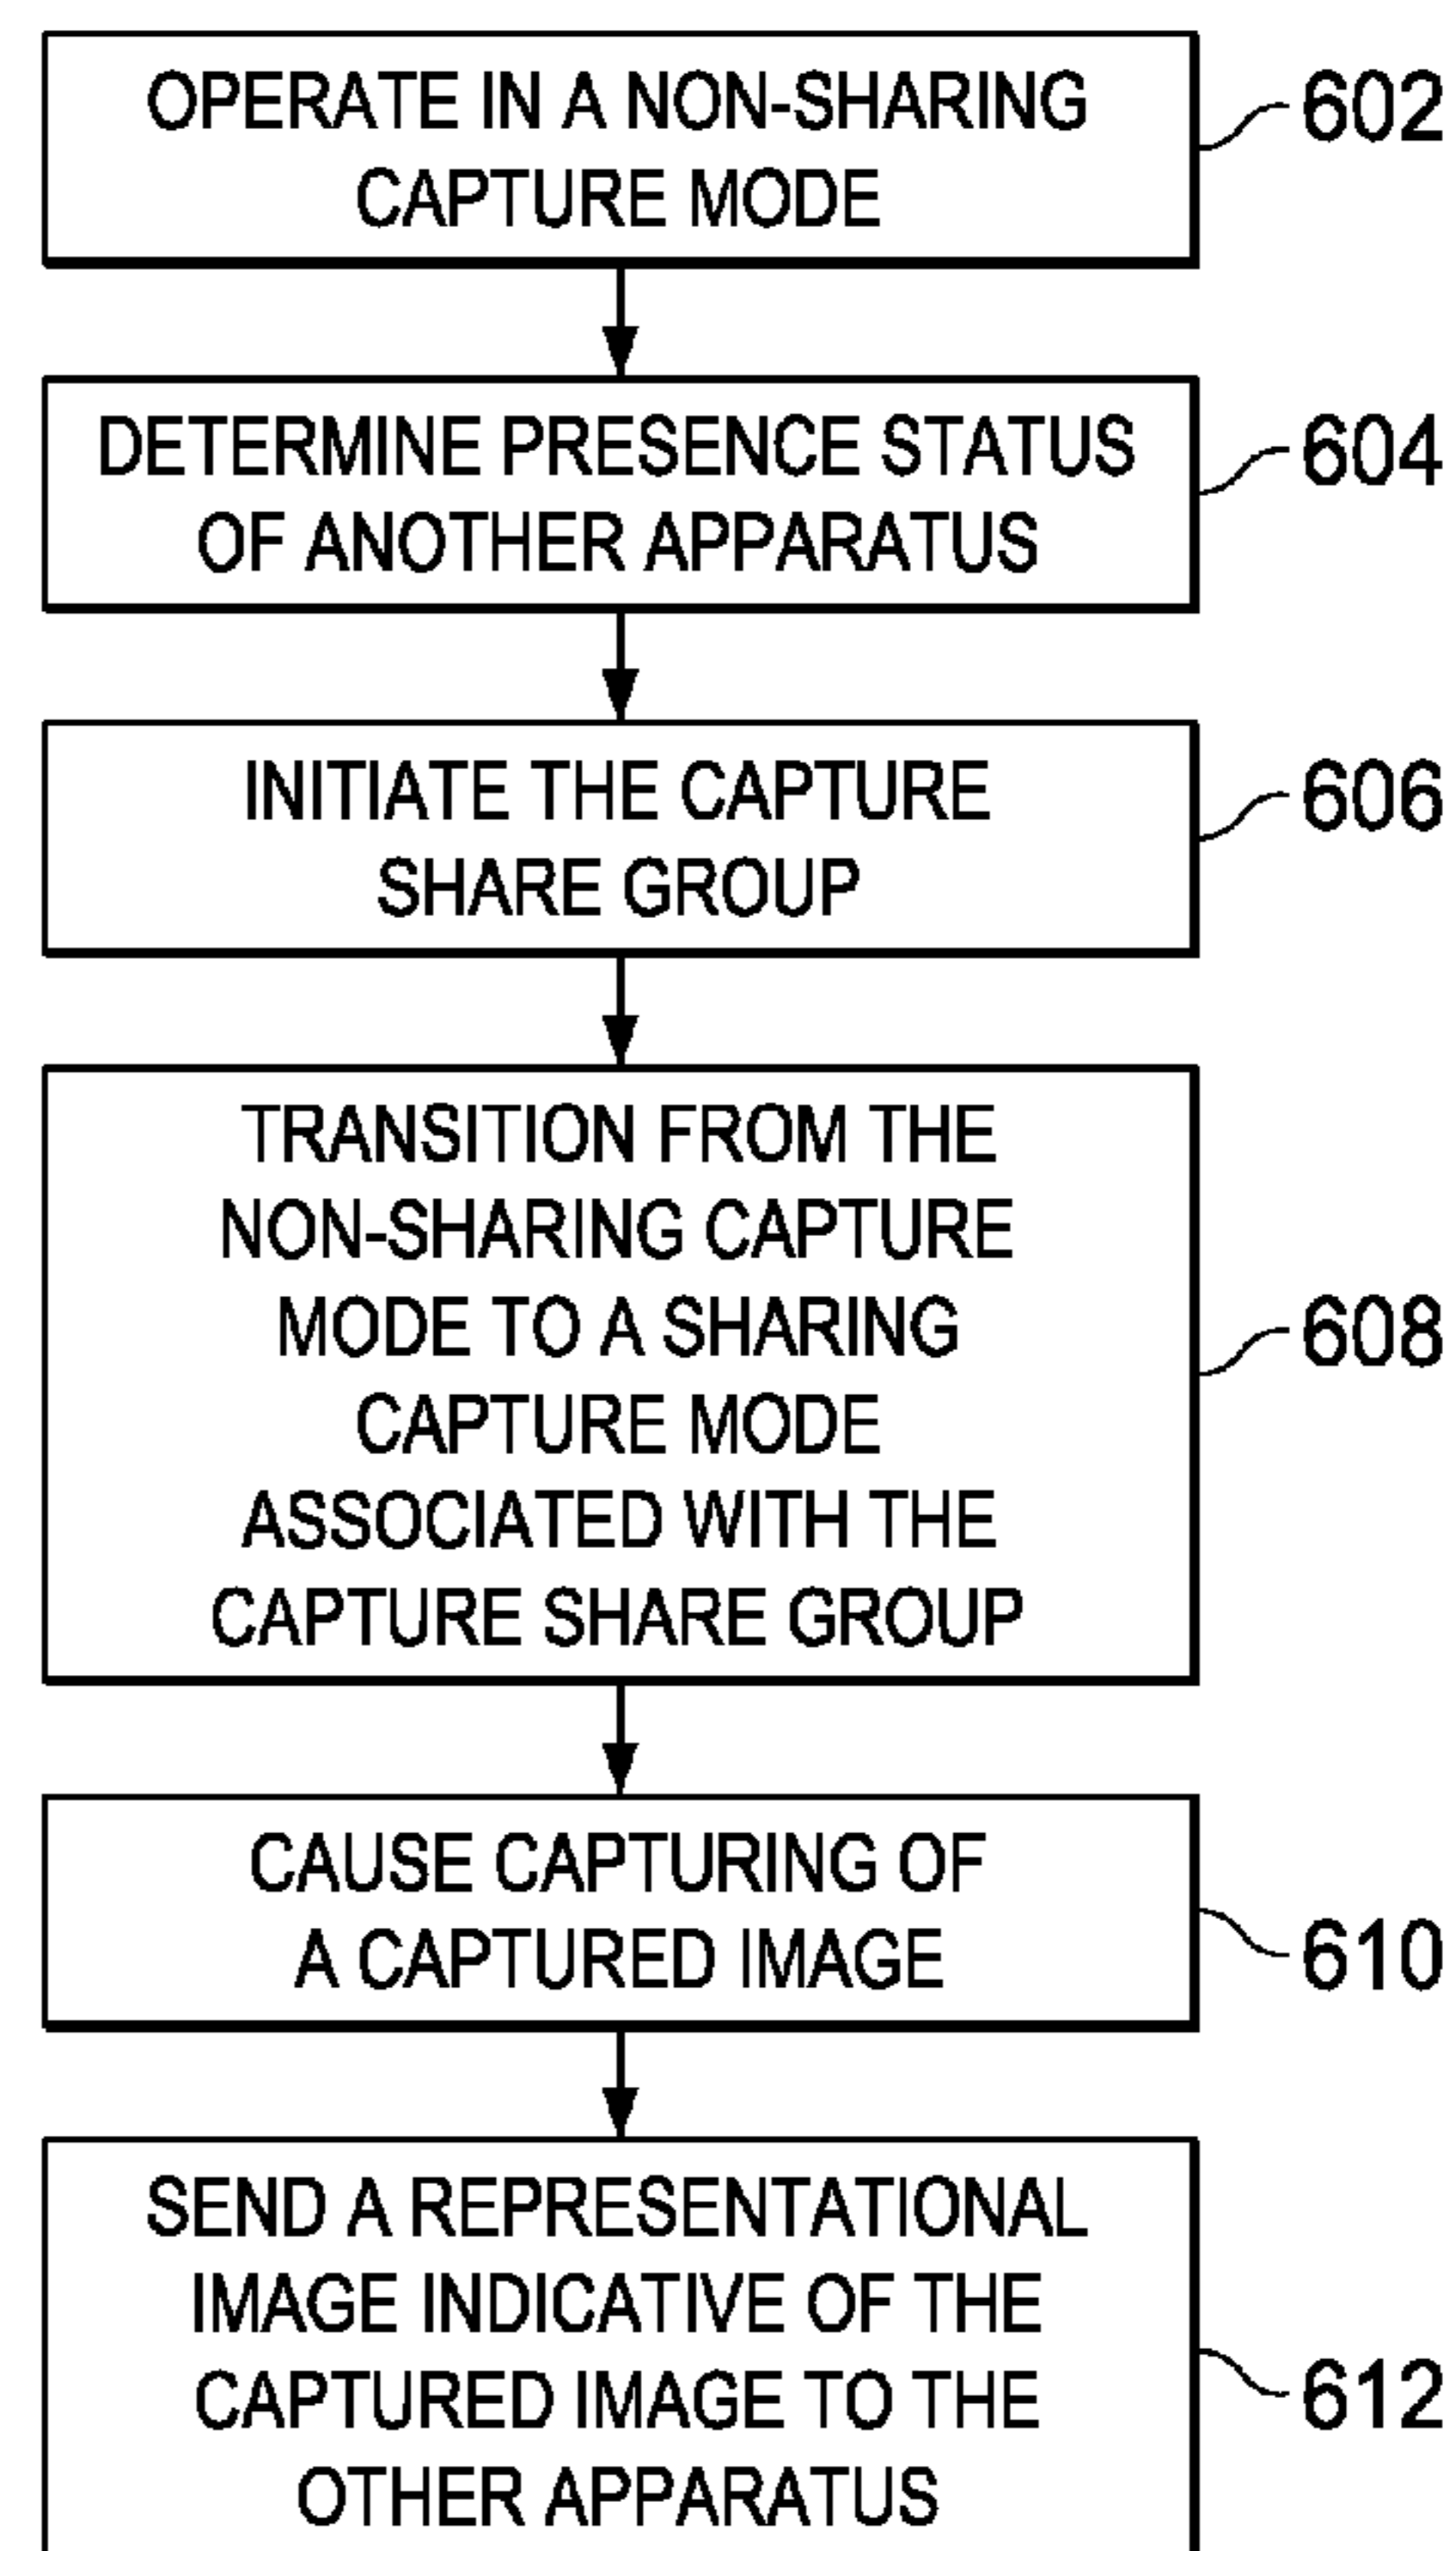 OPERATE IN A NON-SHARING
CAPTURE MODE
602
DETERMINE PRESENCE STATUS
OF ANOTHER APPARATUS
604
INITIATE THE CAPTURE
SHARE GROUP
606
TRANSITION FROM THE
NON-SHARING CAPTURE
MODE TO A SHARING
CAPTURE MODE
ASSOCIATED WITH THE
CAPTURE SHARE GROUP
608
CAUSE CAPTURING OF
A CAPTURED IMAGE
610
SEND A REPRESENTATIONAL
IMAGE INDICATIVE OF THE
CAPTURED IMAGE TO THE
OTHER APPARATUS
612